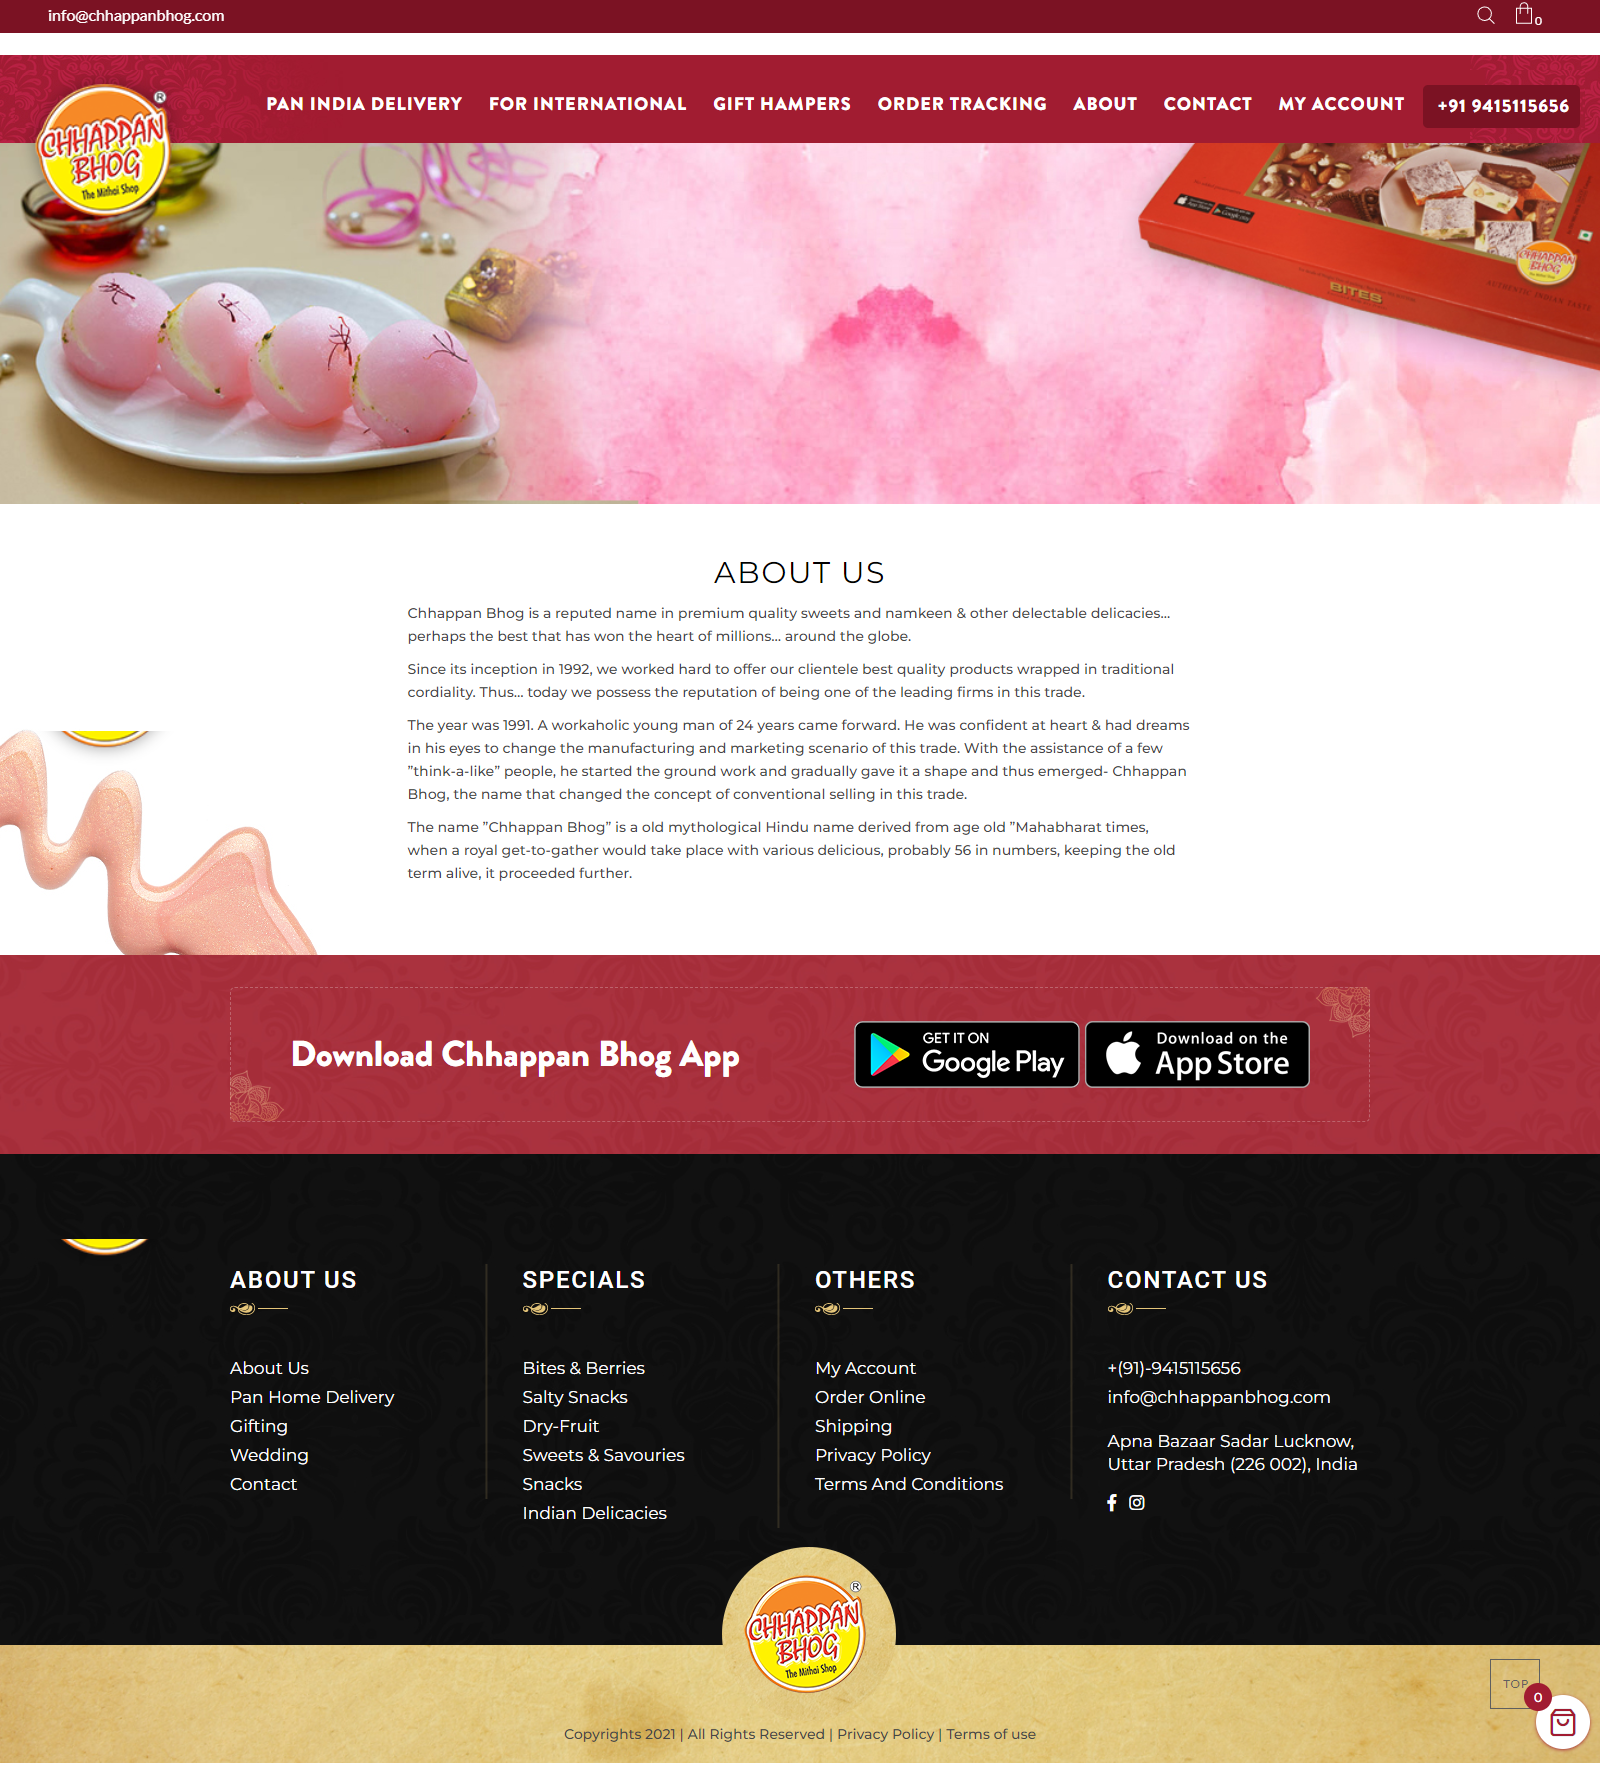 info@chhappanbhog.com
0
CHHAPPAN
BHOG
The Mithai Shop
®
PAN INDIA DELIVERY
FOR INTERNATIONAL
GIFT HAMPERS
ORDER TRACKING
ABOUT
CONTACT
MY ACCOUNT
+91 9415115656
CHHAPPAN
BHOG
BITES
AUTHENTIC INDIAN TASTE
ABOUT US
Chhappan Bhog is a reputed name in premium quality sweets and namkeen & other delectable delicacies...
perhaps the best that has won the heart of millions... around the globe.
Since its inception in 1992, we worked hard to offer our clientele best quality products wrapped in traditional
cordiality. Thus... today we possess the reputation of being one of the leading firms in this trade.
The year was 1991. A workaholic young man of 24 years came forward. He was confident at heart & had dreams
in his eyes to change the manufacturing and marketing scenario of this trade. With the assistance of a few
”think-a-like” people, he started the ground work and gradually gave it a shape and thus emerged- Chhappan
Bhog, the name that changed the concept of conventional selling in this trade.
The name ”Chhappan Bhog” is a old mythological Hindu name derived from age old ”Mahabharat times,
when a royal get-to-gather would take place with various delicious, probably 56 in numbers, keeping the old
term alive, it proceeded further.
Download Chhappan Bhog App
GET IT ON
Google Play
Download on the
App Store
ABOUT US
About Us
Pan Home Delivery
Gifting
Wedding
Contact
SPECIALS
Bites & Berries
Salty Snacks
Dry-Fruit
Sweets & Savouries
Snacks
Indian Delicacies
OTHERS
My Account
Order Online
Shipping
Privacy Policy
Terms And Conditions
CONTACT US
+(91)-9415115656
info@chhappanbhog.com
Apna Bazaar Sadar Lucknow,
Uttar Pradesh (226 002), India
CHHAPPAN
BHOG
The Mithai Shop
®
TOP
0
Copyrights 2021 | All Rights Reserved | Privacy Policy | Terms of use